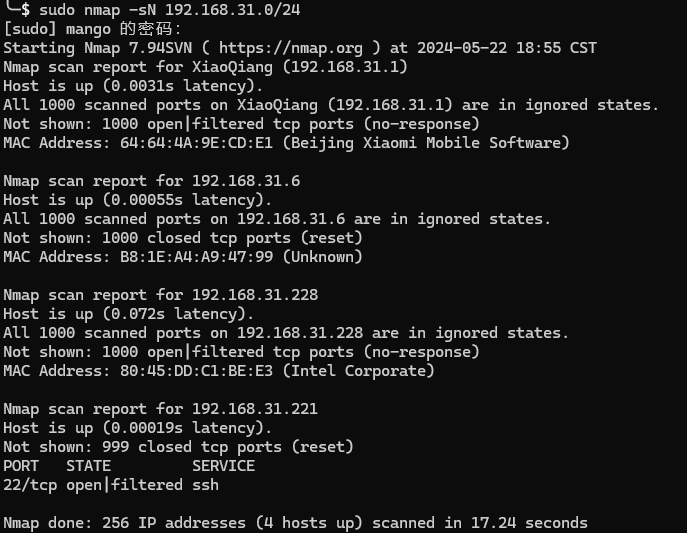 └─$ sudo nmap -sN 192.168.31.0/24
[sudo] mango 的密码：
Starting Nmap 7.94SVN ( https://nmap.org ) at 2024-05-22 18:55 CST
Nmap scan report for XiaoQiang (192.168.31.1)
Host is up (0.0031s latency).
All 1000 scanned ports on XiaoQiang (192.168.31.1) are in ignored states.
Not shown: 1000 open|filtered tcp ports (no-response)
MAC Address: 64:64:4A:9E:CD:E1 (Beijing Xiaomi Mobile Software)

Nmap scan report for 192.168.31.6
Host is up (0.00055s latency).
All 1000 scanned ports on 192.168.31.6 are in ignored states.
Not shown: 1000 closed tcp ports (reset)
MAC Address: B8:1E:A4:A9:47:99 (Unknown)

Nmap scan report for 192.168.31.228
Host is up (0.072s latency).
All 1000 scanned ports on 192.168.31.228 are in ignored states.
Not shown: 1000 open|filtered tcp ports (no-response)
MAC Address: 80:45:DD:C1:BE:E3 (Intel Corporate)

Nmap scan report for 192.168.31.221
Host is up (0.00019s latency).
Not shown: 999 closed tcp ports (reset)
PORT   STATE         SERVICE
22/tcp open|filtered ssh

Nmap done: 256 IP addresses (4 hosts up) scanned in 17.24 seconds